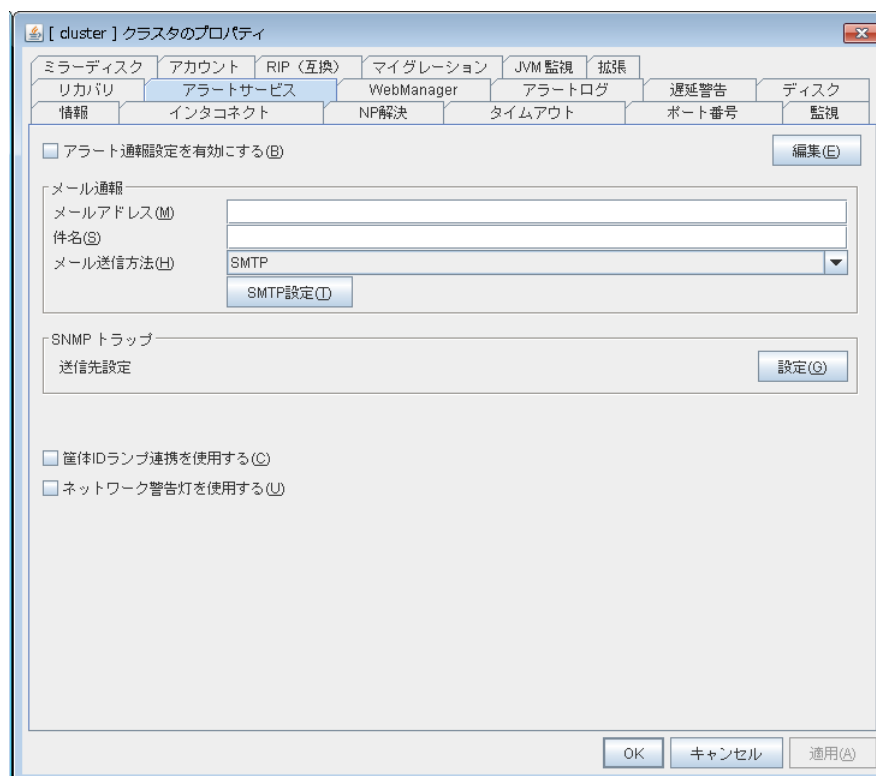 [ cluster ] クラスタのプロパティ
ミラーディスク アカウント RIP（互換） マイグレーション JVM監視 拡張
リカバリ アラートサービス WebManager アラートログ 遅延警告 ディスク
情報 インタコネクト NP解決 タイムアウト ポート番号 監視
アラート通報設定を有効にする(B) 編集(E)
メール通報
メールアドレス(M)
件名(S)
メール送信方法(H) SMTP
SMTP設定(T)
SNMPトラップ
送信先設定 設定(G)
筐体IDランプ連携を使用する(C)
ネットワーク警告灯を使用する(U)
OK キャンセル 適用(A)